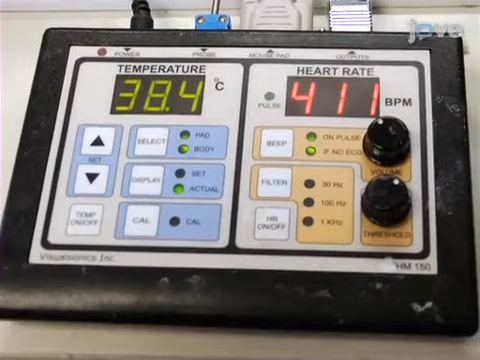 jove
POWER
PROBE
MOUSE PAD
OUTPUTS
TEMPERATURE
38.4 °C
SELECT
PAD
BODY
SET
DISPLAY
SET
ACTUAL
TEMP
ON/OFF
CAL
CAL
HEART RATE
PULSE
411 BPM
BEEP
ON PULSE
IF NO ECG
VOLUME
FILTER
30 Hz
100 Hz
1 KHz
HR
ON/OFF
THRESHOLD
Visualsonics Inc.
THM 150